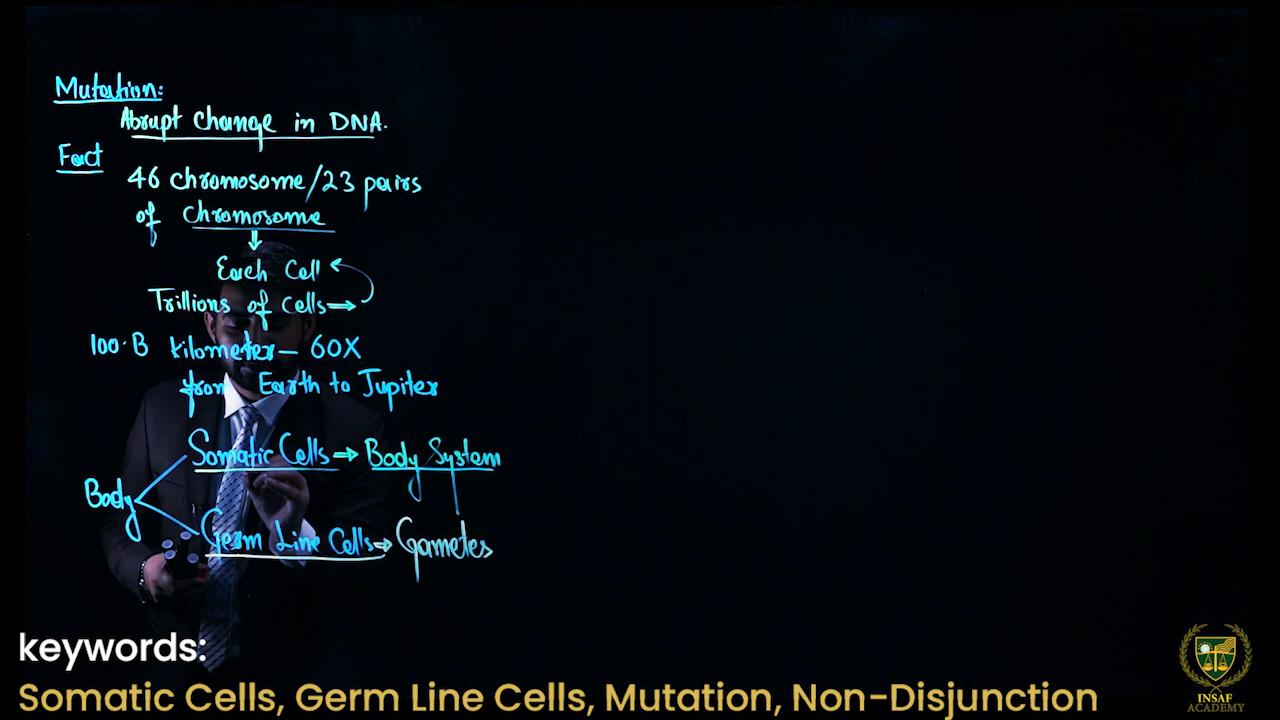 Mutation:
Abrupt change in DNA.
Fact
46 chromosome/23 pairs
of chromosome
Each Cell
Trillions of cells
100.B kilometer - 60X
from Earth to Jupiter
Somatic Cells ⇒ Body System
Body
Germ Line Cells ⇒ Gametes
keywords:
Somatic Cells, Germ Line Cells, Mutation, Non-Disjunction
INSAF
ACADEMY